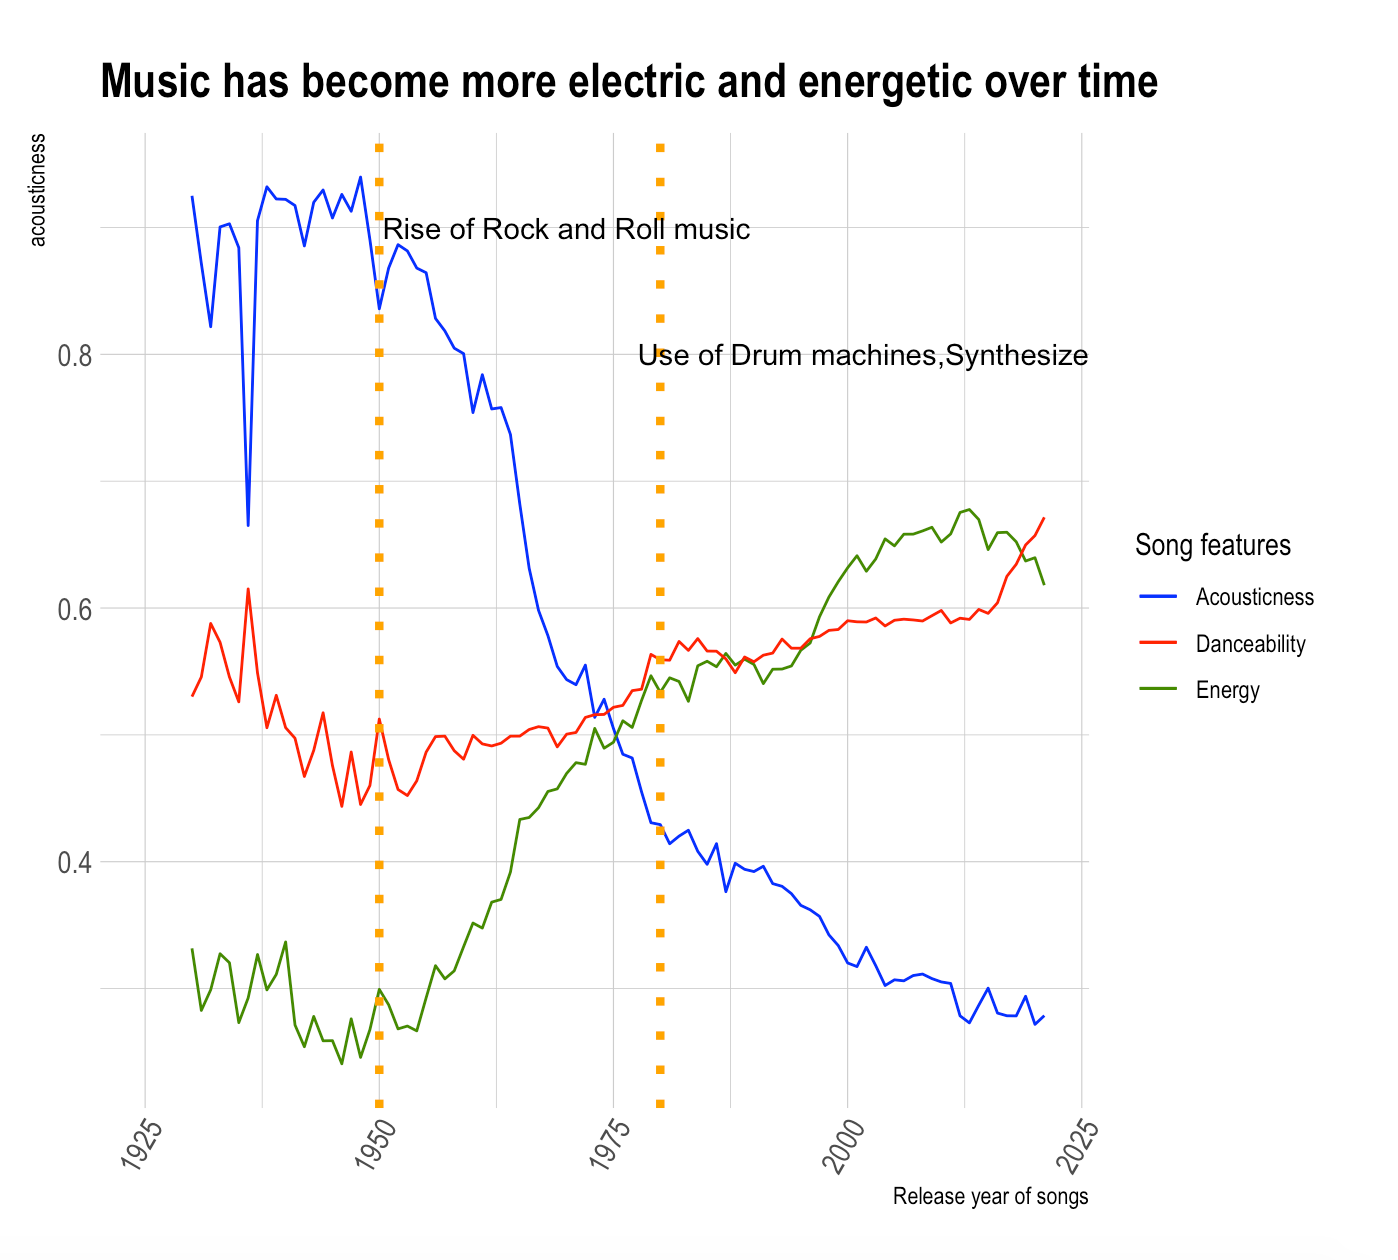 Music has become more electric and energetic over time
acousticness
Rise of Rock and Roll music
Use of Drum machines,Synthesize
0.8
0.6
0.4
Song features
Acousticness
Danceability
Energy
1925
1950
1975
2000
2025
Release year of songs